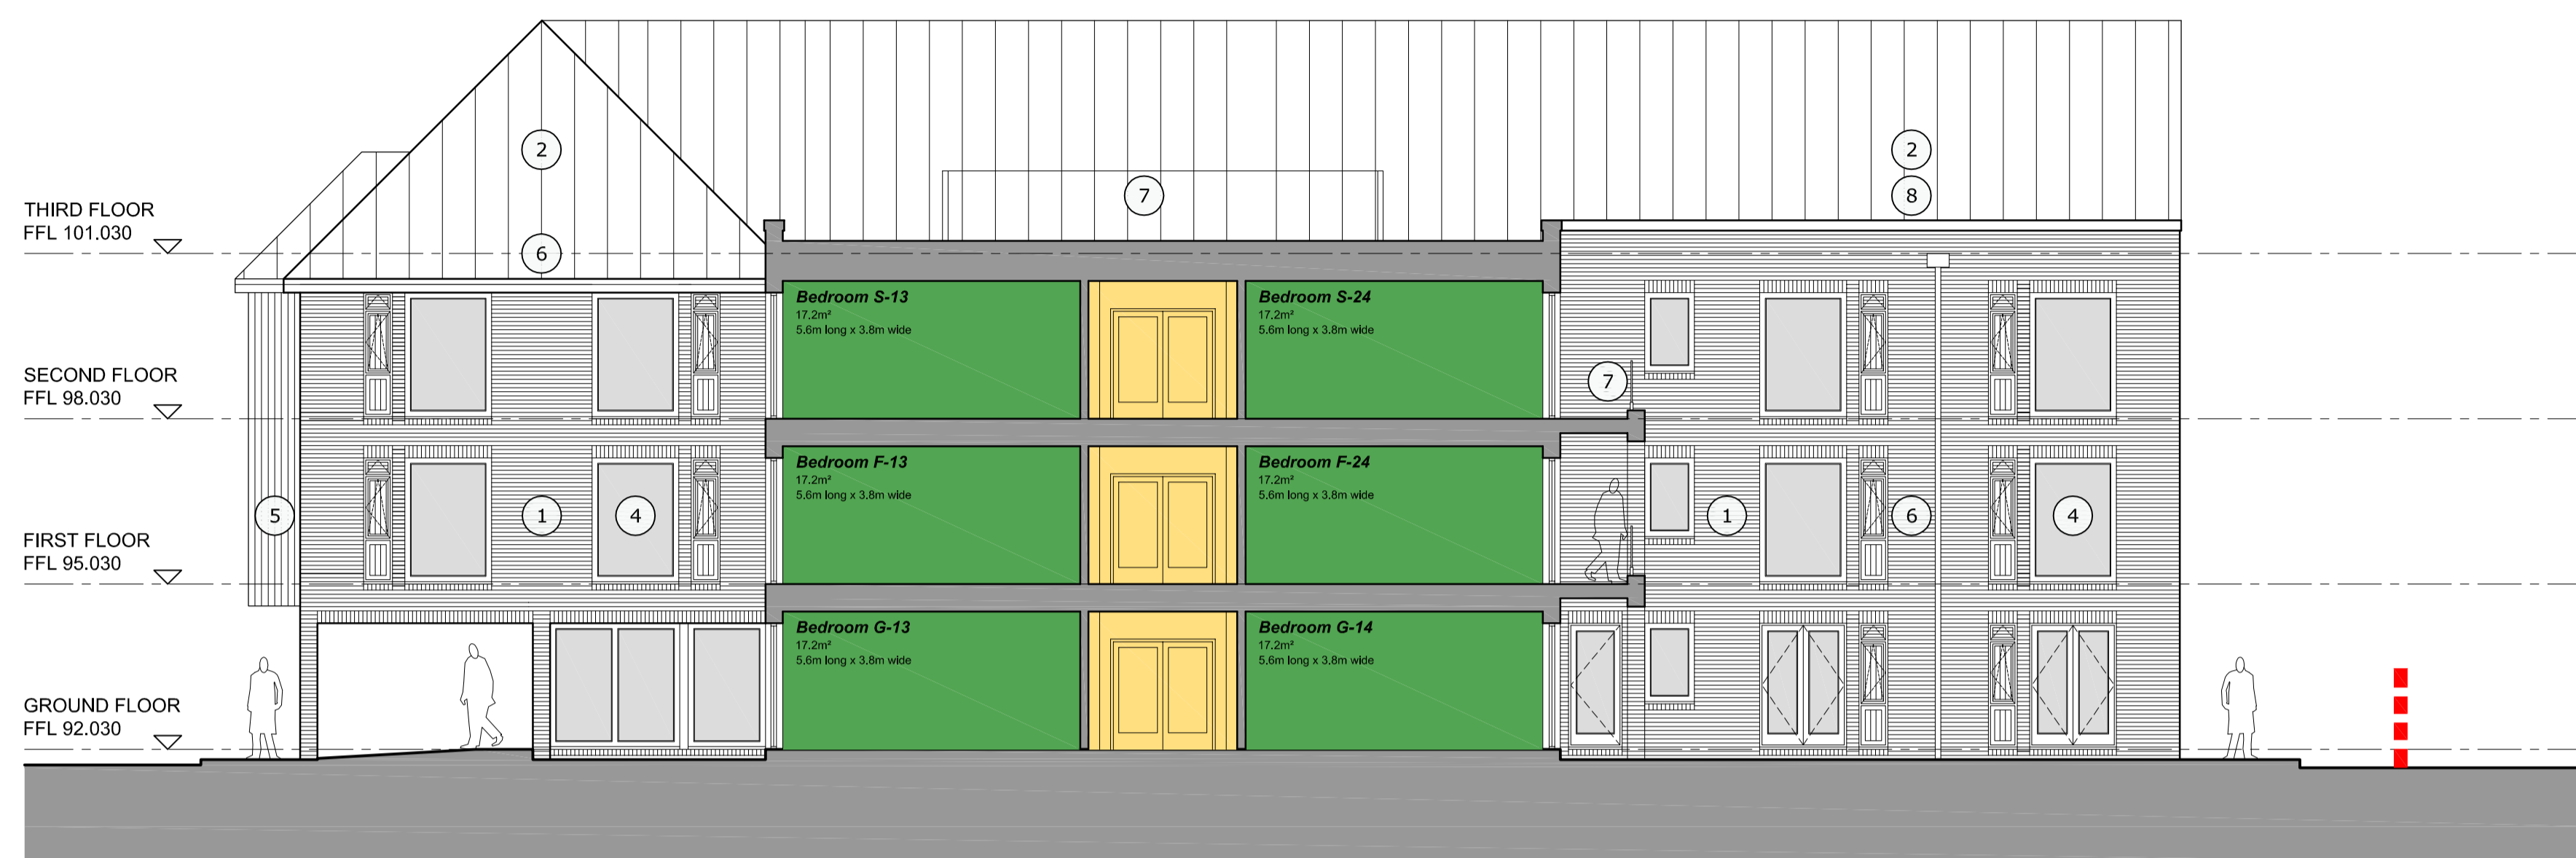 2
2
7
8
THIRD FLOOR
FFL 101.030
6
Bedroom S-13
17.2m²
5.6m long x 3.8m wide
Bedroom S-24
17.2m²
5.6m long x 3.8m wide
SECOND FLOOR
FFL 98.030
7
Bedroom F-13
17.2m²
5.6m long x 3.8m wide
Bedroom F-24
17.2m²
5.6m long x 3.8m wide
5
1
4
1
6
4
FIRST FLOOR
FFL 95.030
Bedroom G-13
17.2m²
5.6m long x 3.8m wide
Bedroom G-14
17.2m²
5.6m long x 3.8m wide
GROUND FLOOR
FFL 92.030